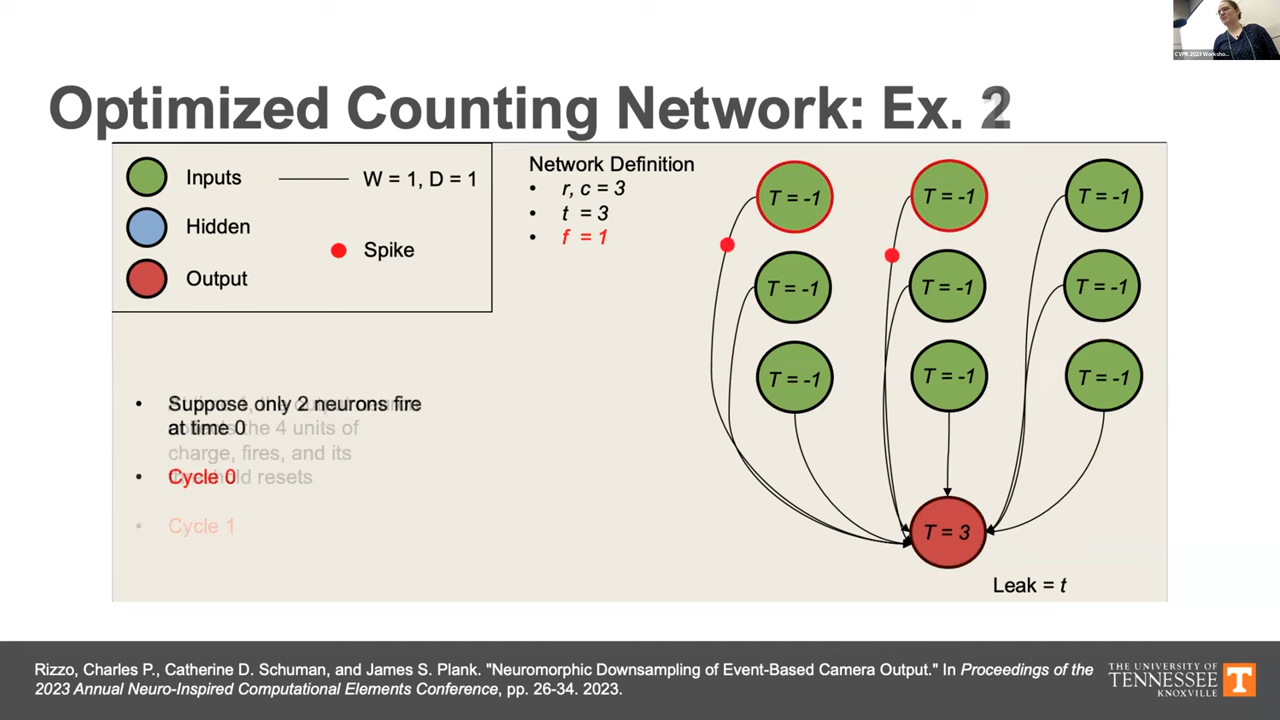 CVPR 2023 Worksho...
Optimized Counting Network: Ex. 2
Inputs
W = 1, D = 1
Hidden
Spike
Output
Network Definition
• r, c = 3
• t = 3
• f = 1
T = -1
T = -1
T = -1
T = -1
T = -1
T = -1
T = -1
T = -1
T = -1
T = 3
Leak = t
• Suppose only 2 neurons fire
at time 0
the 4 units of
charge, fires, and its
resets
• Cycle 0
• Cycle 1
Rizzo, Charles P., Catherine D. Schuman, and James S. Plank. "Neuromorphic Downsampling of Event-Based Camera Output." In Proceedings of the
2023 Annual Neuro-Inspired Computational Elements Conference, pp. 26-34. 2023.
THE UNIVERSITY OF
TENNESSEE
KNOXVILLE
T